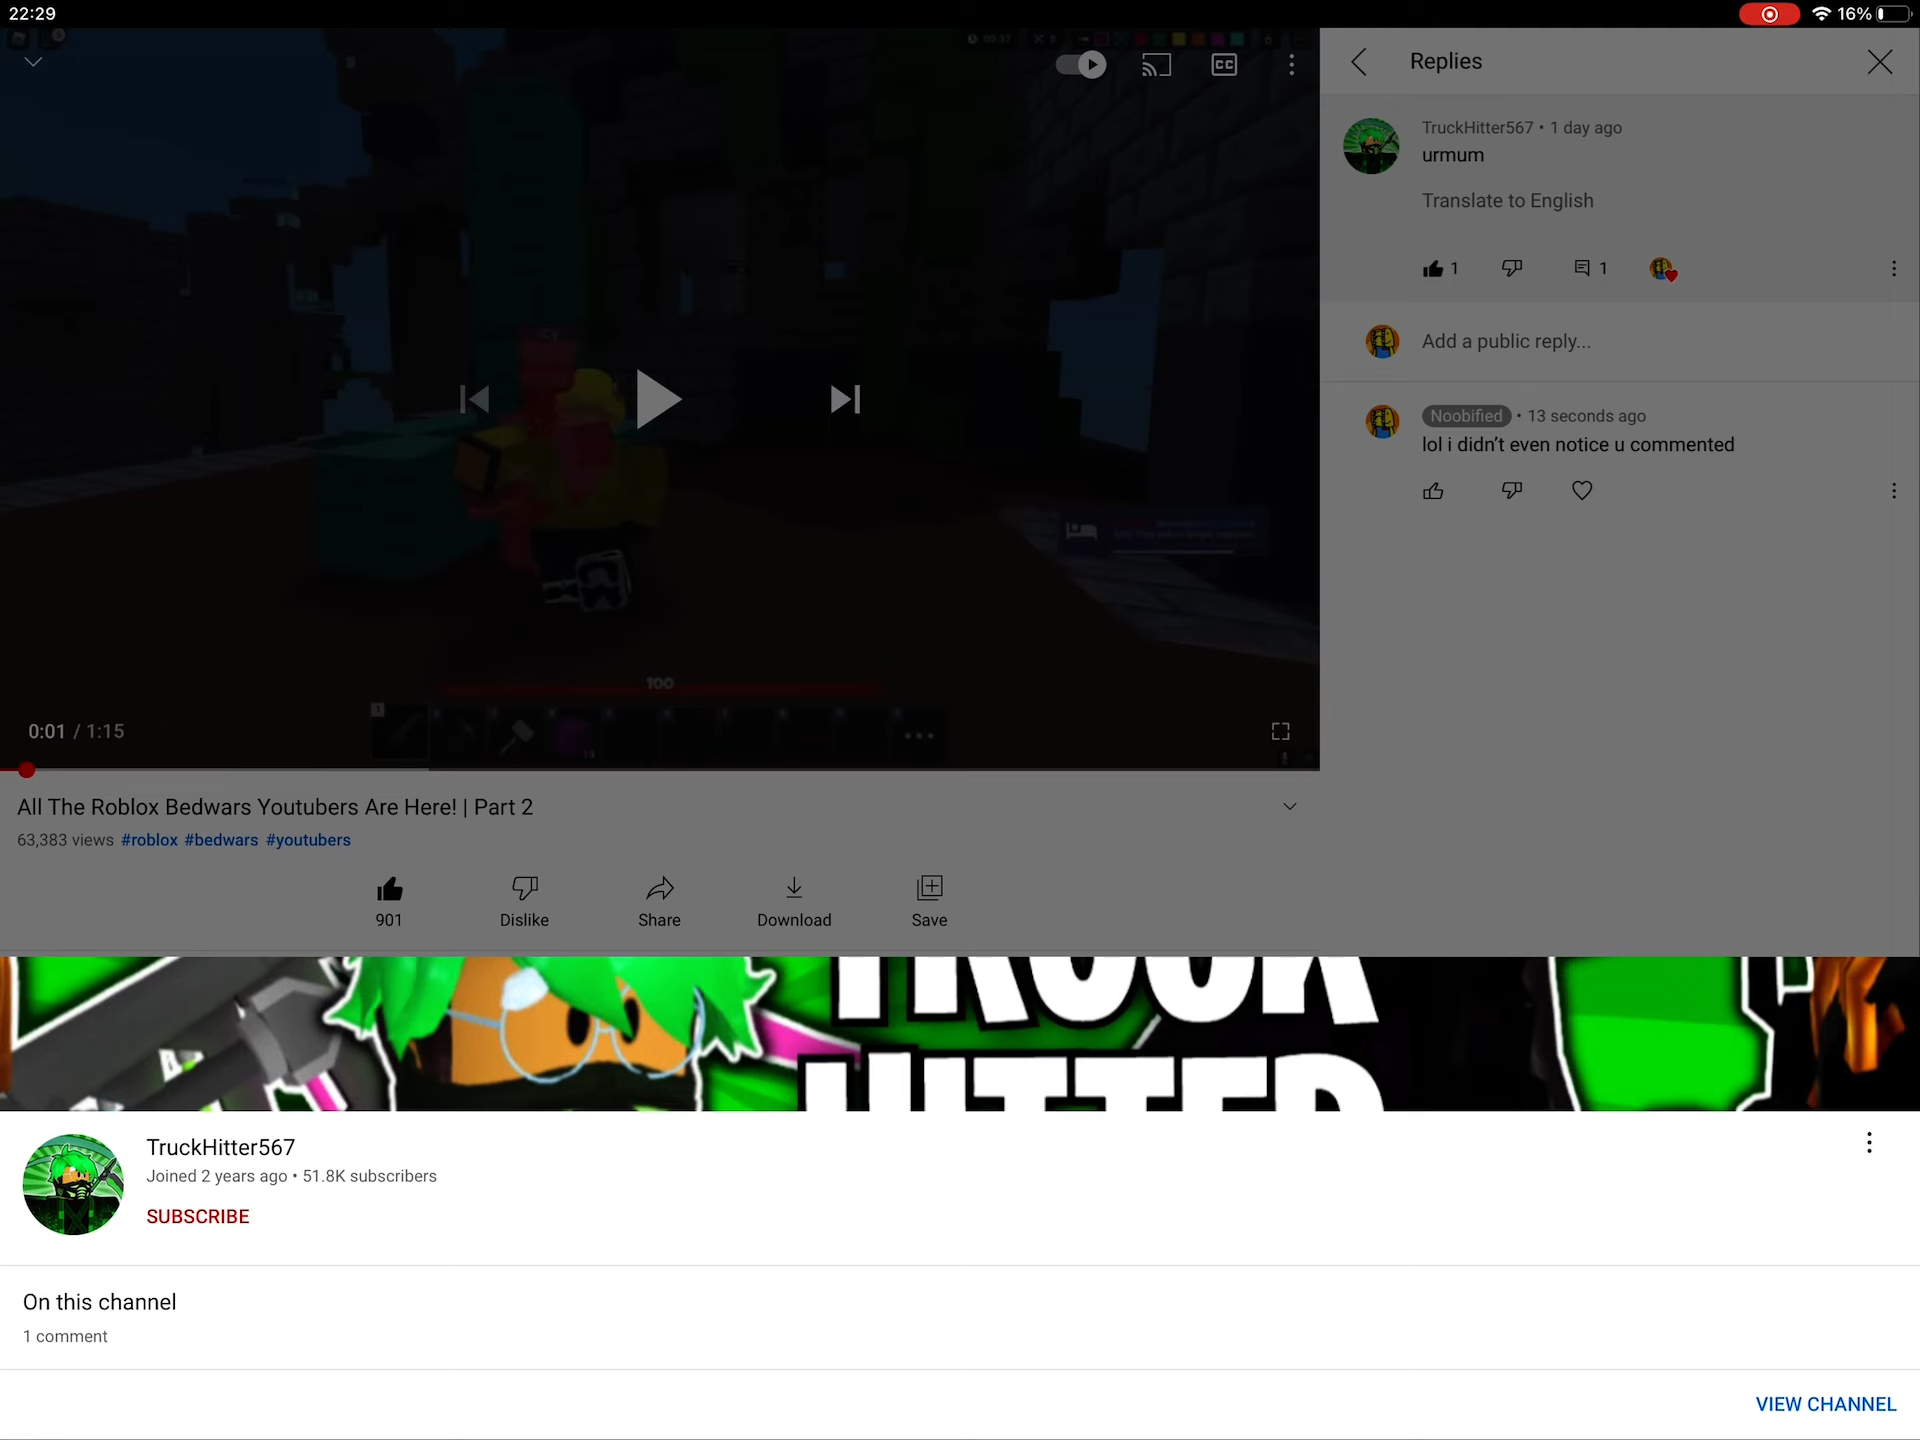 22:29
16%
Replies
TruckHitter567 • 1 day ago
urmum
Translate to English
1
1
Add a public reply...
Noobified • 13 seconds ago
lol i didn't even notice u commented
CC
100
0:01 / 1:15
All The Roblox Bedwars Youtubers Are Here! | Part 2
63,383 views #roblox #bedwars #youtubers
901
Dislike
Share
Download
Save
TRUCK
HITTER
TruckHitter567
Joined 2 years ago • 51.8K subscribers
SUBSCRIBE
On this channel
1 comment
VIEW CHANNEL